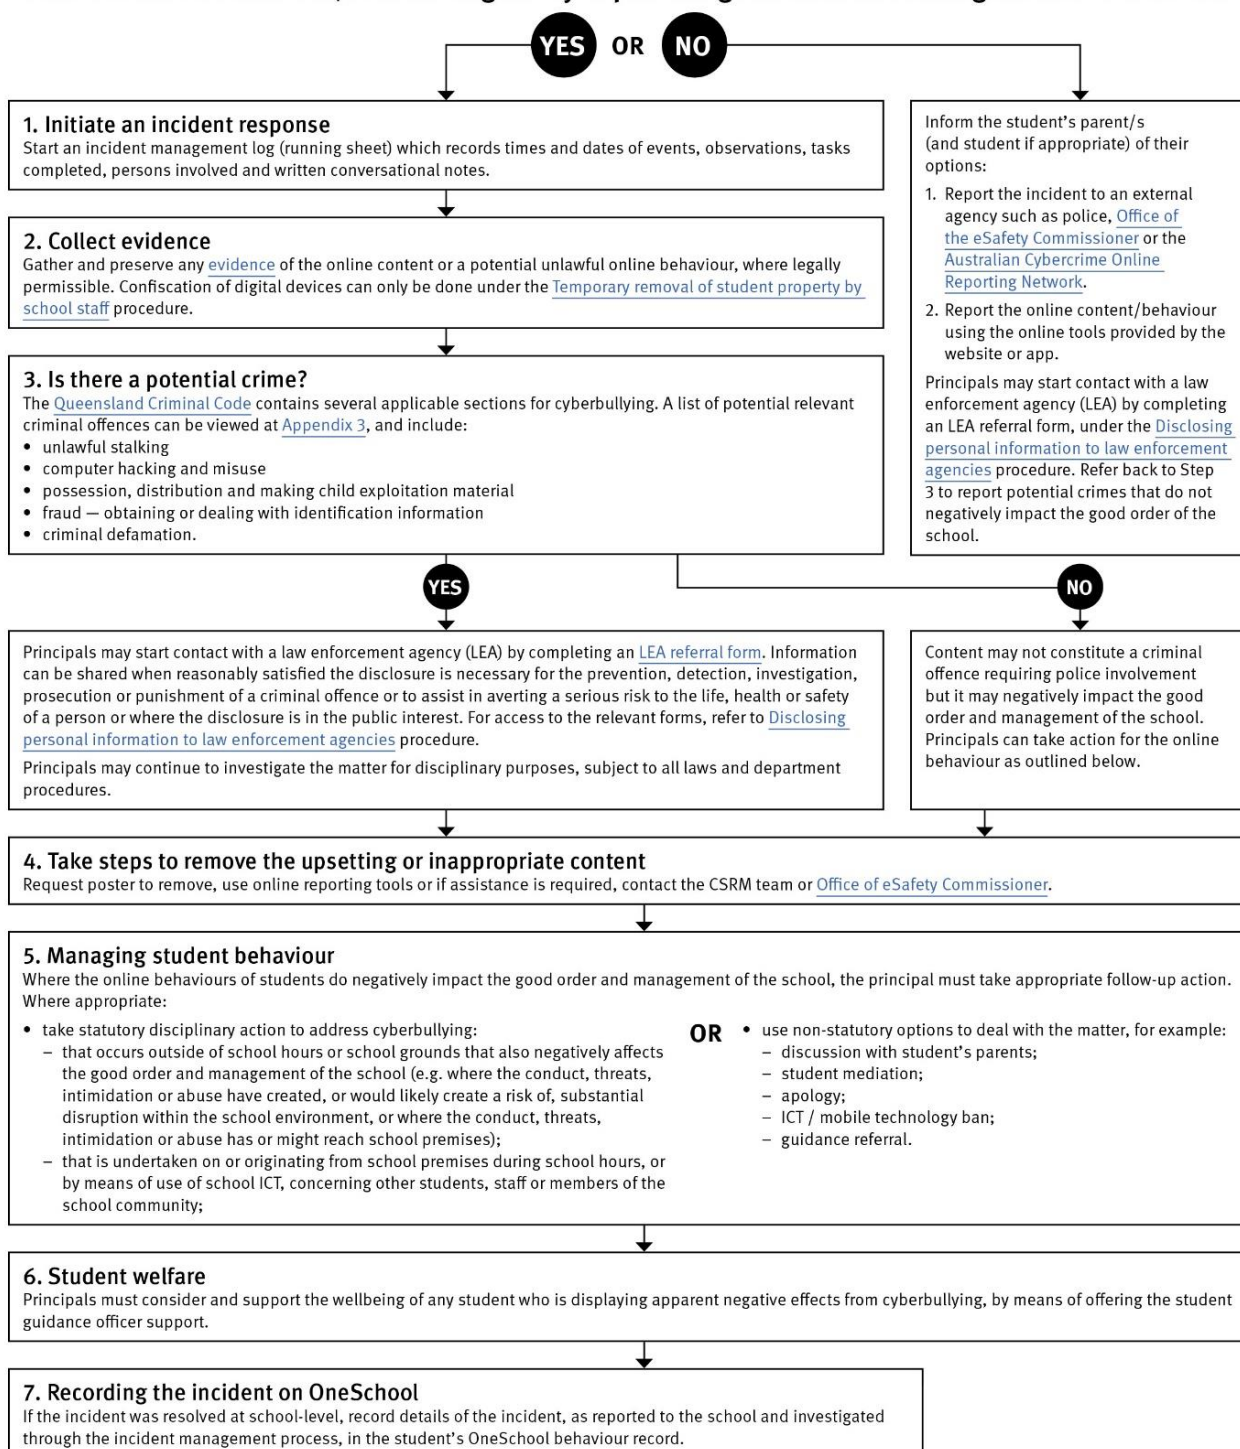 YES OR NO
1. Initiate an incident response
Start an incident management log (running sheet) which records times and dates of events, observations, tasks
completed, persons involved and written conversational notes.
2. Collect evidence
Gather and preserve any evidence of the online content or a potential unlawful online behaviour, where legally
permissible. Confiscation of digital devices can only be done under the Temporary removal of student property by
school staff procedure.
3. Is there a potential crime?
The Queensland Criminal Code contains several applicable sections for cyberbullying. A list of potential relevant
criminal offences can be viewed at Appendix 3, and include:
• unlawful stalking
• computer hacking and misuse
• possession, distribution and making child exploitation material
• fraud — obtaining or dealing with identification information
• criminal defamation.
Inform the student's parent/s
(and student if appropriate) of their
options:
1. Report the incident to an external
agency such as police, Office of
the eSafety Commissioner or the
Australian Cybercrime Online
Reporting Network.
2. Report the online content/behaviour
using the online tools provided by the
website or app.
Principals may start contact with a law
enforcement agency (LEA) by completing
an LEA referral form, under the Disclosing
personal information to law enforcement
agencies procedure. Refer back to Step
3 to report potential crimes that do not
negatively impact the good order of the
school.
YES
NO
Principals may start contact with a law enforcement agency (LEA) by completing an LEA referral form. Information
can be shared when reasonably satisfied the disclosure is necessary for the prevention, detection, investigation,
prosecution or punishment of a criminal offence or to assist in averting a serious risk to the life, health or safety
of a person or where the disclosure is in the public interest. For access to the relevant forms, refer to Disclosing
personal information to law enforcement agencies procedure.
Principals may continue to investigate the matter for disciplinary purposes, subject to all laws and department
procedures.
Content may not constitute a criminal
offence requiring police involvement
but it may negatively impact the good
order and management of the school.
Principals can take action for the online
behaviour as outlined below.
4. Take steps to remove the upsetting or inappropriate content
Request poster to remove, use online reporting tools or if assistance is required, contact the CSRM team or Office of eSafety Commissioner.
5. Managing student behaviour
Where the online behaviours of students do negatively impact the good order and management of the school, the principal must take appropriate follow-up action.
Where appropriate:
• take statutory disciplinary action to address cyberbullying:
– that occurs outside of school hours or school grounds that also negatively affects
the good order and management of the school (e.g. where the conduct, threats,
intimidation or abuse have created, or would likely create a risk of, substantial
disruption within the school environment, or where the conduct, threats,
intimidation or abuse has or might reach school premises);
– that is undertaken on or originating from school premises during school hours, or
by means of use of school ICT, concerning other students, staff or members of the
school community;
OR
• use non-statutory options to deal with the matter, for example:
– discussion with student's parents;
– student mediation;
– apology;
– ICT / mobile technology ban;
– guidance referral.
6. Student welfare
Principals must consider and support the wellbeing of any student who is displaying apparent negative effects from cyberbullying, by means of offering the student
guidance officer support.
7. Recording the incident on OneSchool
If the incident was resolved at school-level, record details of the incident, as reported to the school and investigated
through the incident management process, in the student's OneSchool behaviour record.